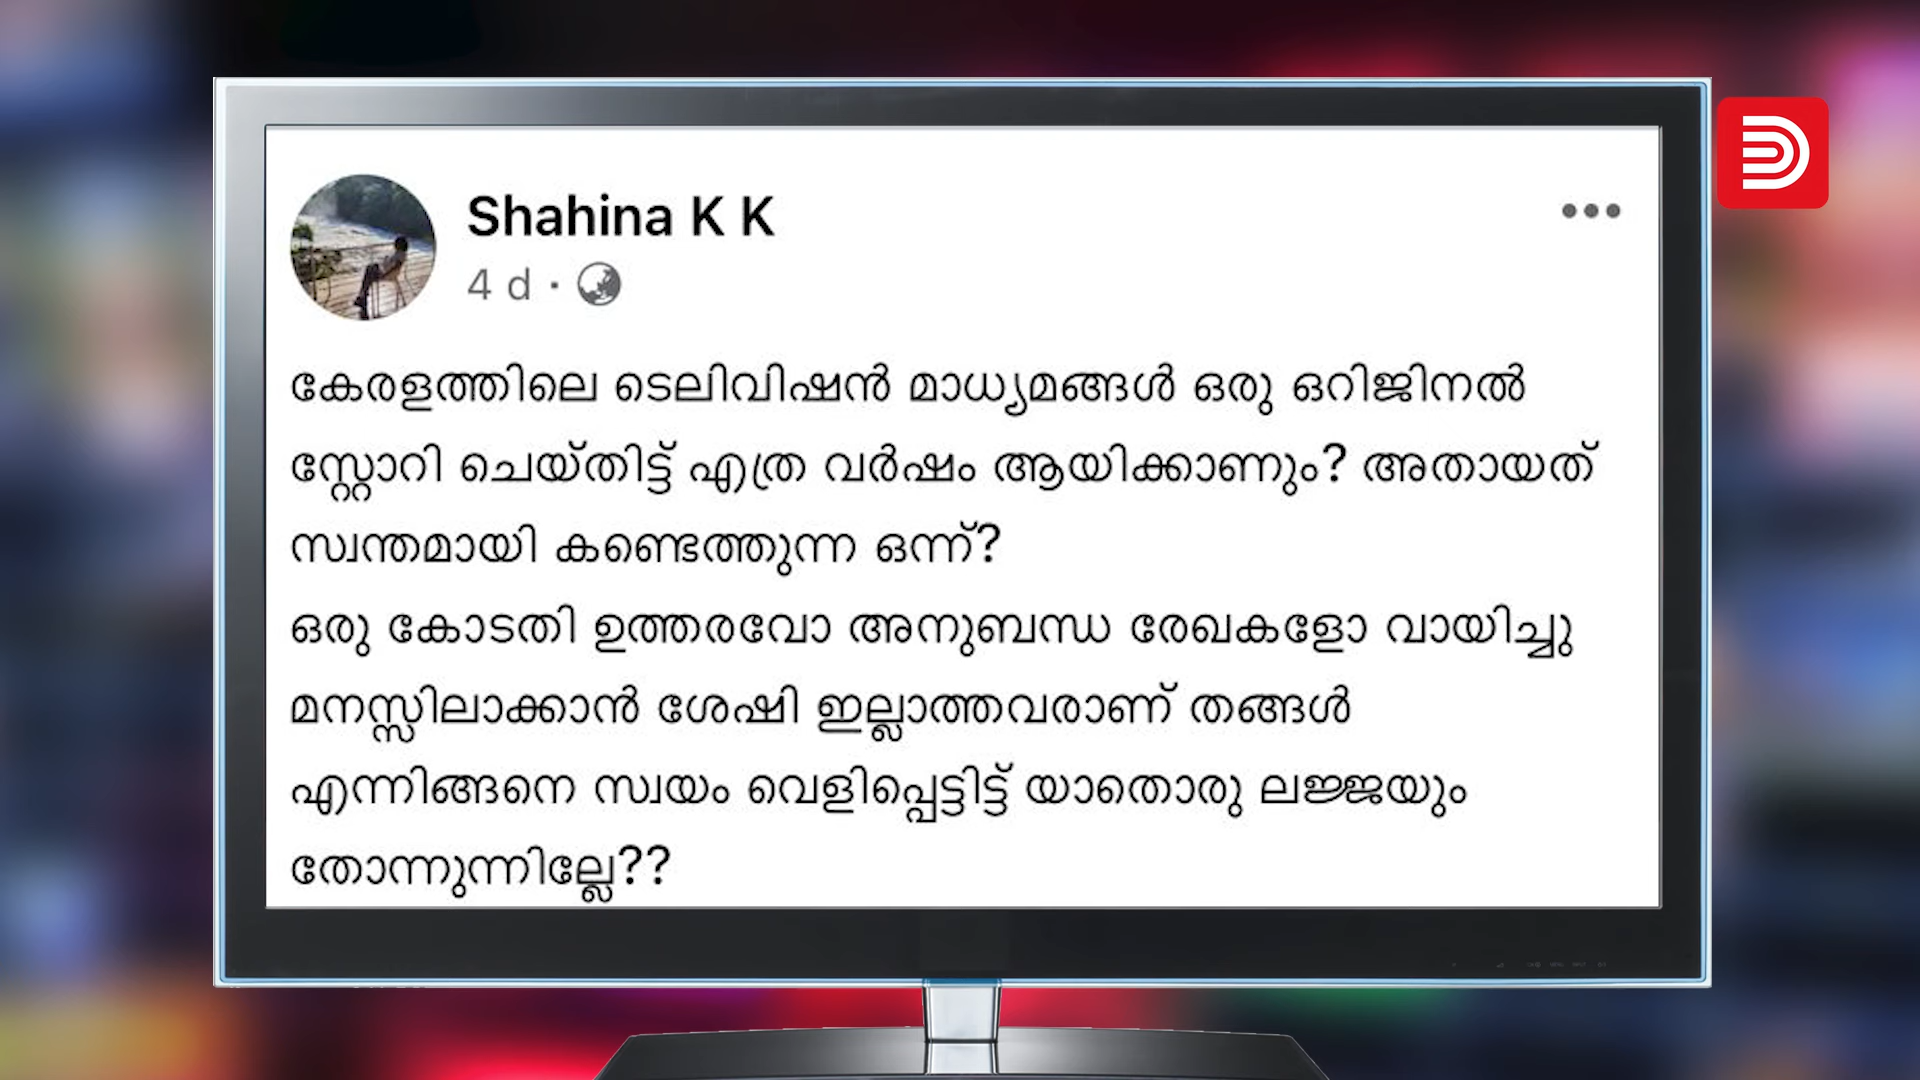 Shahina K K
4 d ·
കേരളത്തിലെ ടെലിവിഷൻ മാധ്യമങ്ങൾ ഒരു ഒറിജിനൽ
സ്റ്റോറി ചെയ്തിട്ട് എത്ര വർഷം ആയിക്കാണും? അതായത്
സ്വന്തമായി കണ്ടെത്തുന്ന ഒന്ന്?
ഒരു കോടതി ഉത്തരവോ അനുബന്ധ രേഖകളോ വായിച്ചു
മനസ്സിലാക്കാൻ ശേഷി ഇല്ലാത്തവരാണ് തങ്ങൾ
എന്നിങ്ങനെ സ്വയം വെളിപ്പെട്ടിട്ട് യാതൊരു ലജ്ജയും
തോന്നുന്നില്ലേ??